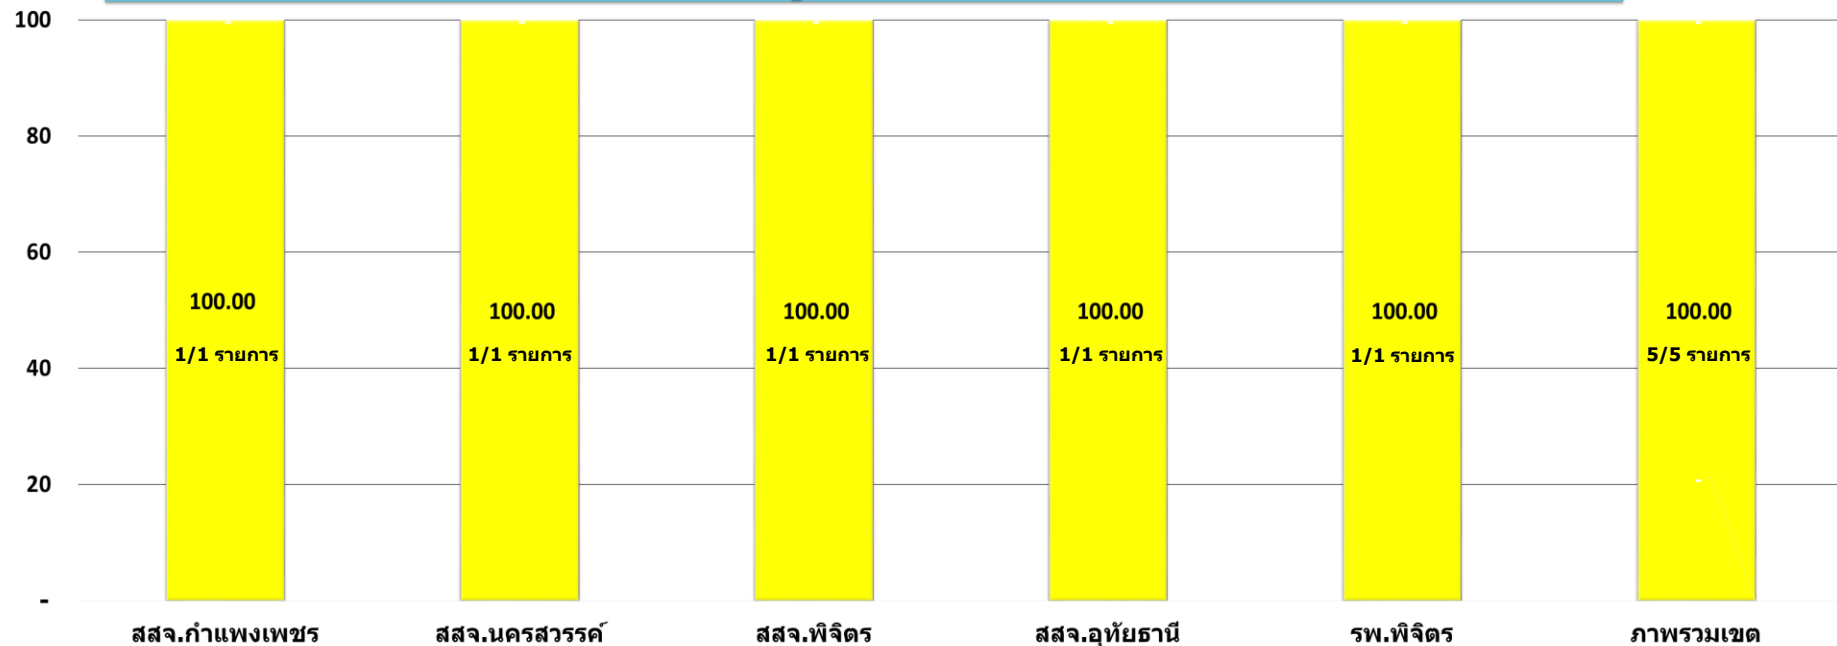 100
80
60
40
20
-
100.00
1/1 รายการ
100.00
1/1 รายการ
100.00
1/1 รายการ
100.00
1/1 รายการ
100.00
1/1 รายการ
100.00
5/5 รายการ
สสจ.กำแพงเพชร
สสจ.นครสวรรค์
สสจ.พิจิตร
สสจ.อุทัยธานี
รพ.พิจิตร
ภาพรวมเขต